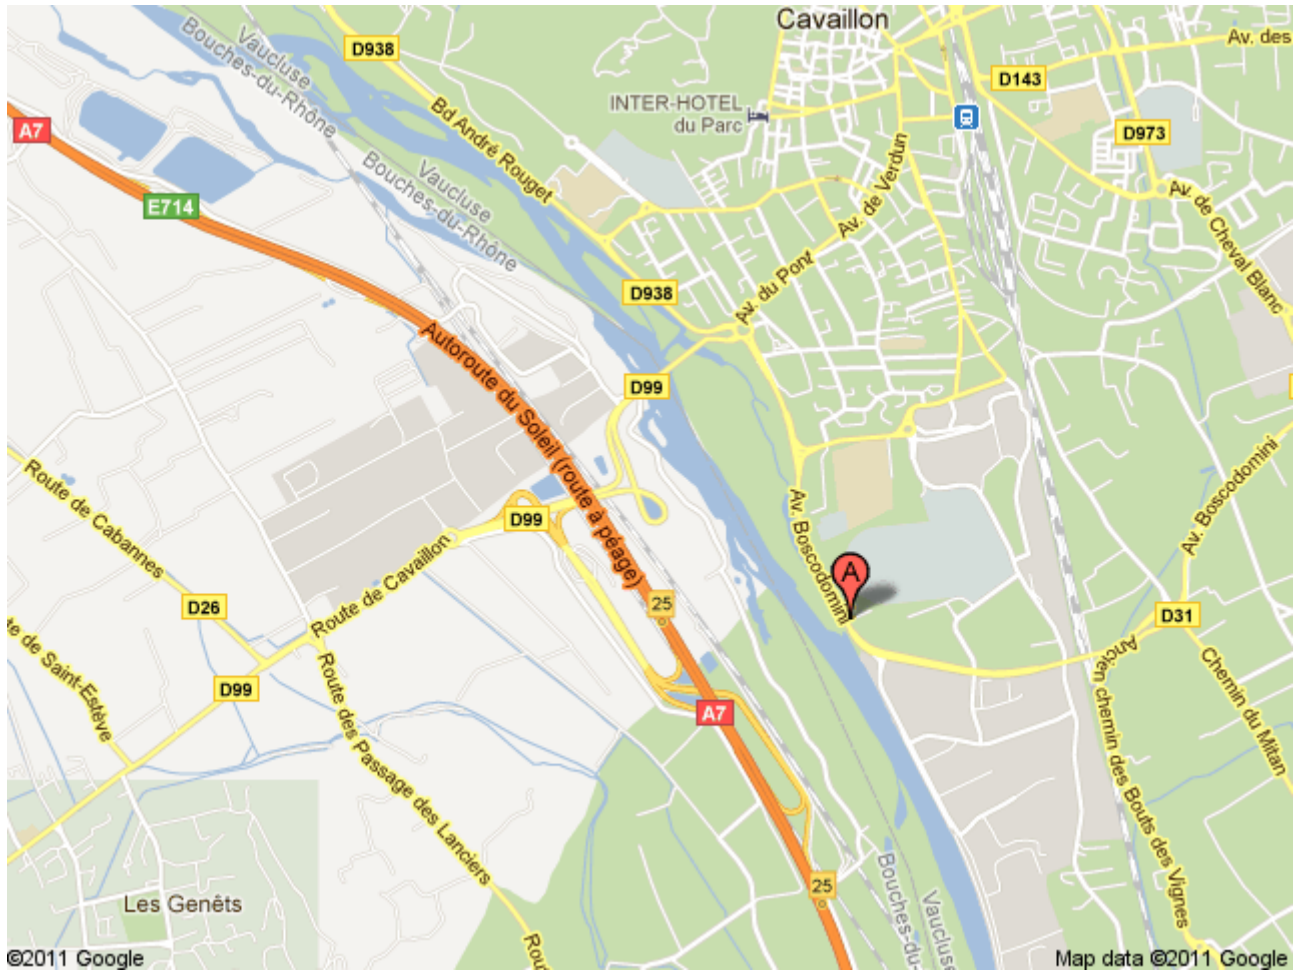 Cavaillon
D938
Av. des
Vaucluse
Bouches-du-Rhône
D143
INTER-HOTEL
du Parc
Bd André Rouget
A7
D973
Vaucluse
Bouches-du-Rhône
Av. de Verdun
Av. de Cheval Blanc
E714
D938
Av. du Pont
Autoroute du Soleil (route à péage)
D99
Route de Cabannes
Av. Boscodomini
Av. Boscodomini
D99
Route de Cavaillon
A
D26
25
D31
te de Saint-Estève
Ancien chemin des Bouts des Vignes
Chemin du Mitan
D99
Route des Passage des Lanciers
A7
25
Les Genêts
Bouches-du-
Vaucluse
Rou
©2011 Google
Map data ©2011 Google